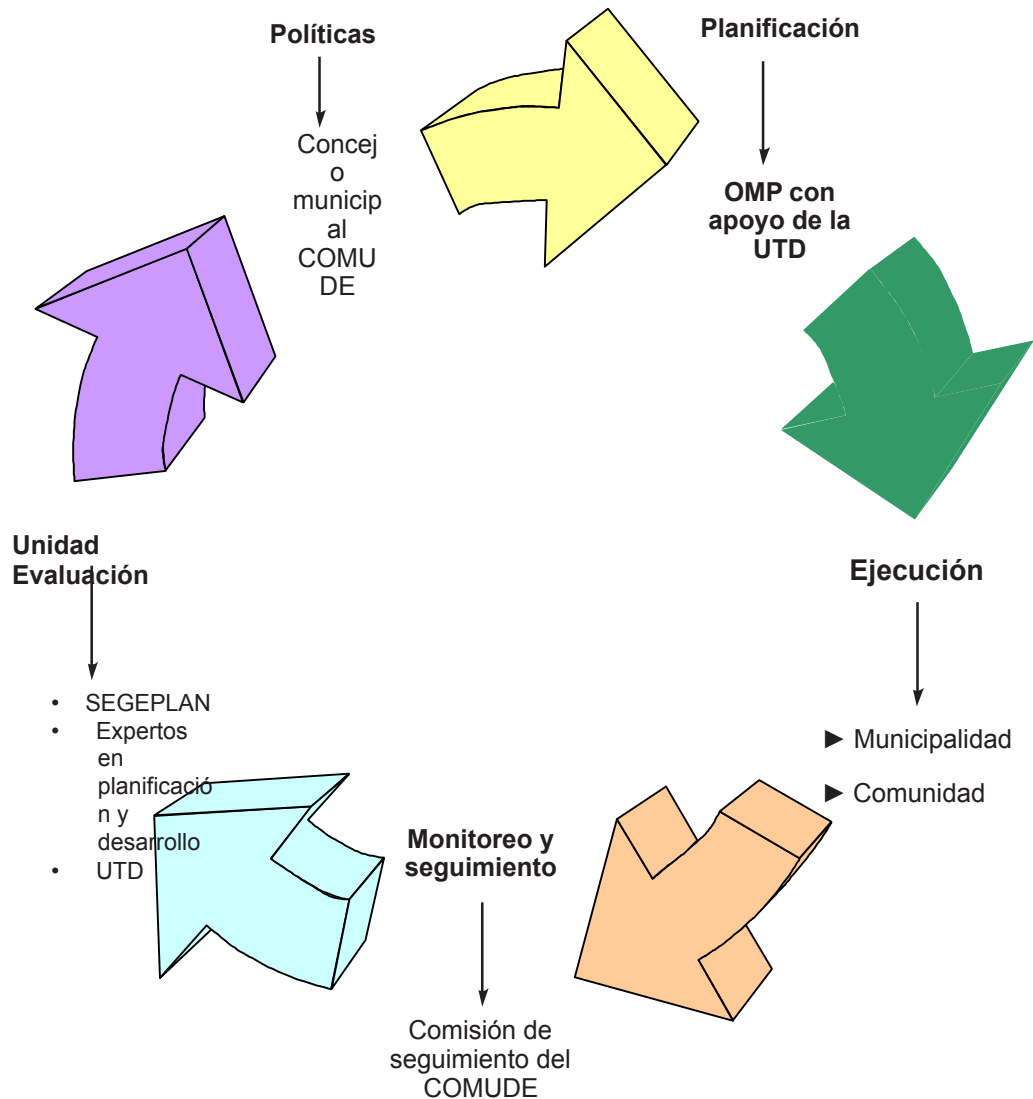 Políticas
Concej
o
municip
al
COMU
DE
Planificación
OMP con
apoyo de la
UTD
Ejecución
► Municipalidad
► Comunidad
Monitoreo y
seguimiento
Comisión de
seguimiento del
COMUDE
Unidad
Evaluación
• SEGEPLAN
• Expertos
en
planificació
n y
desarrollo
• UTD